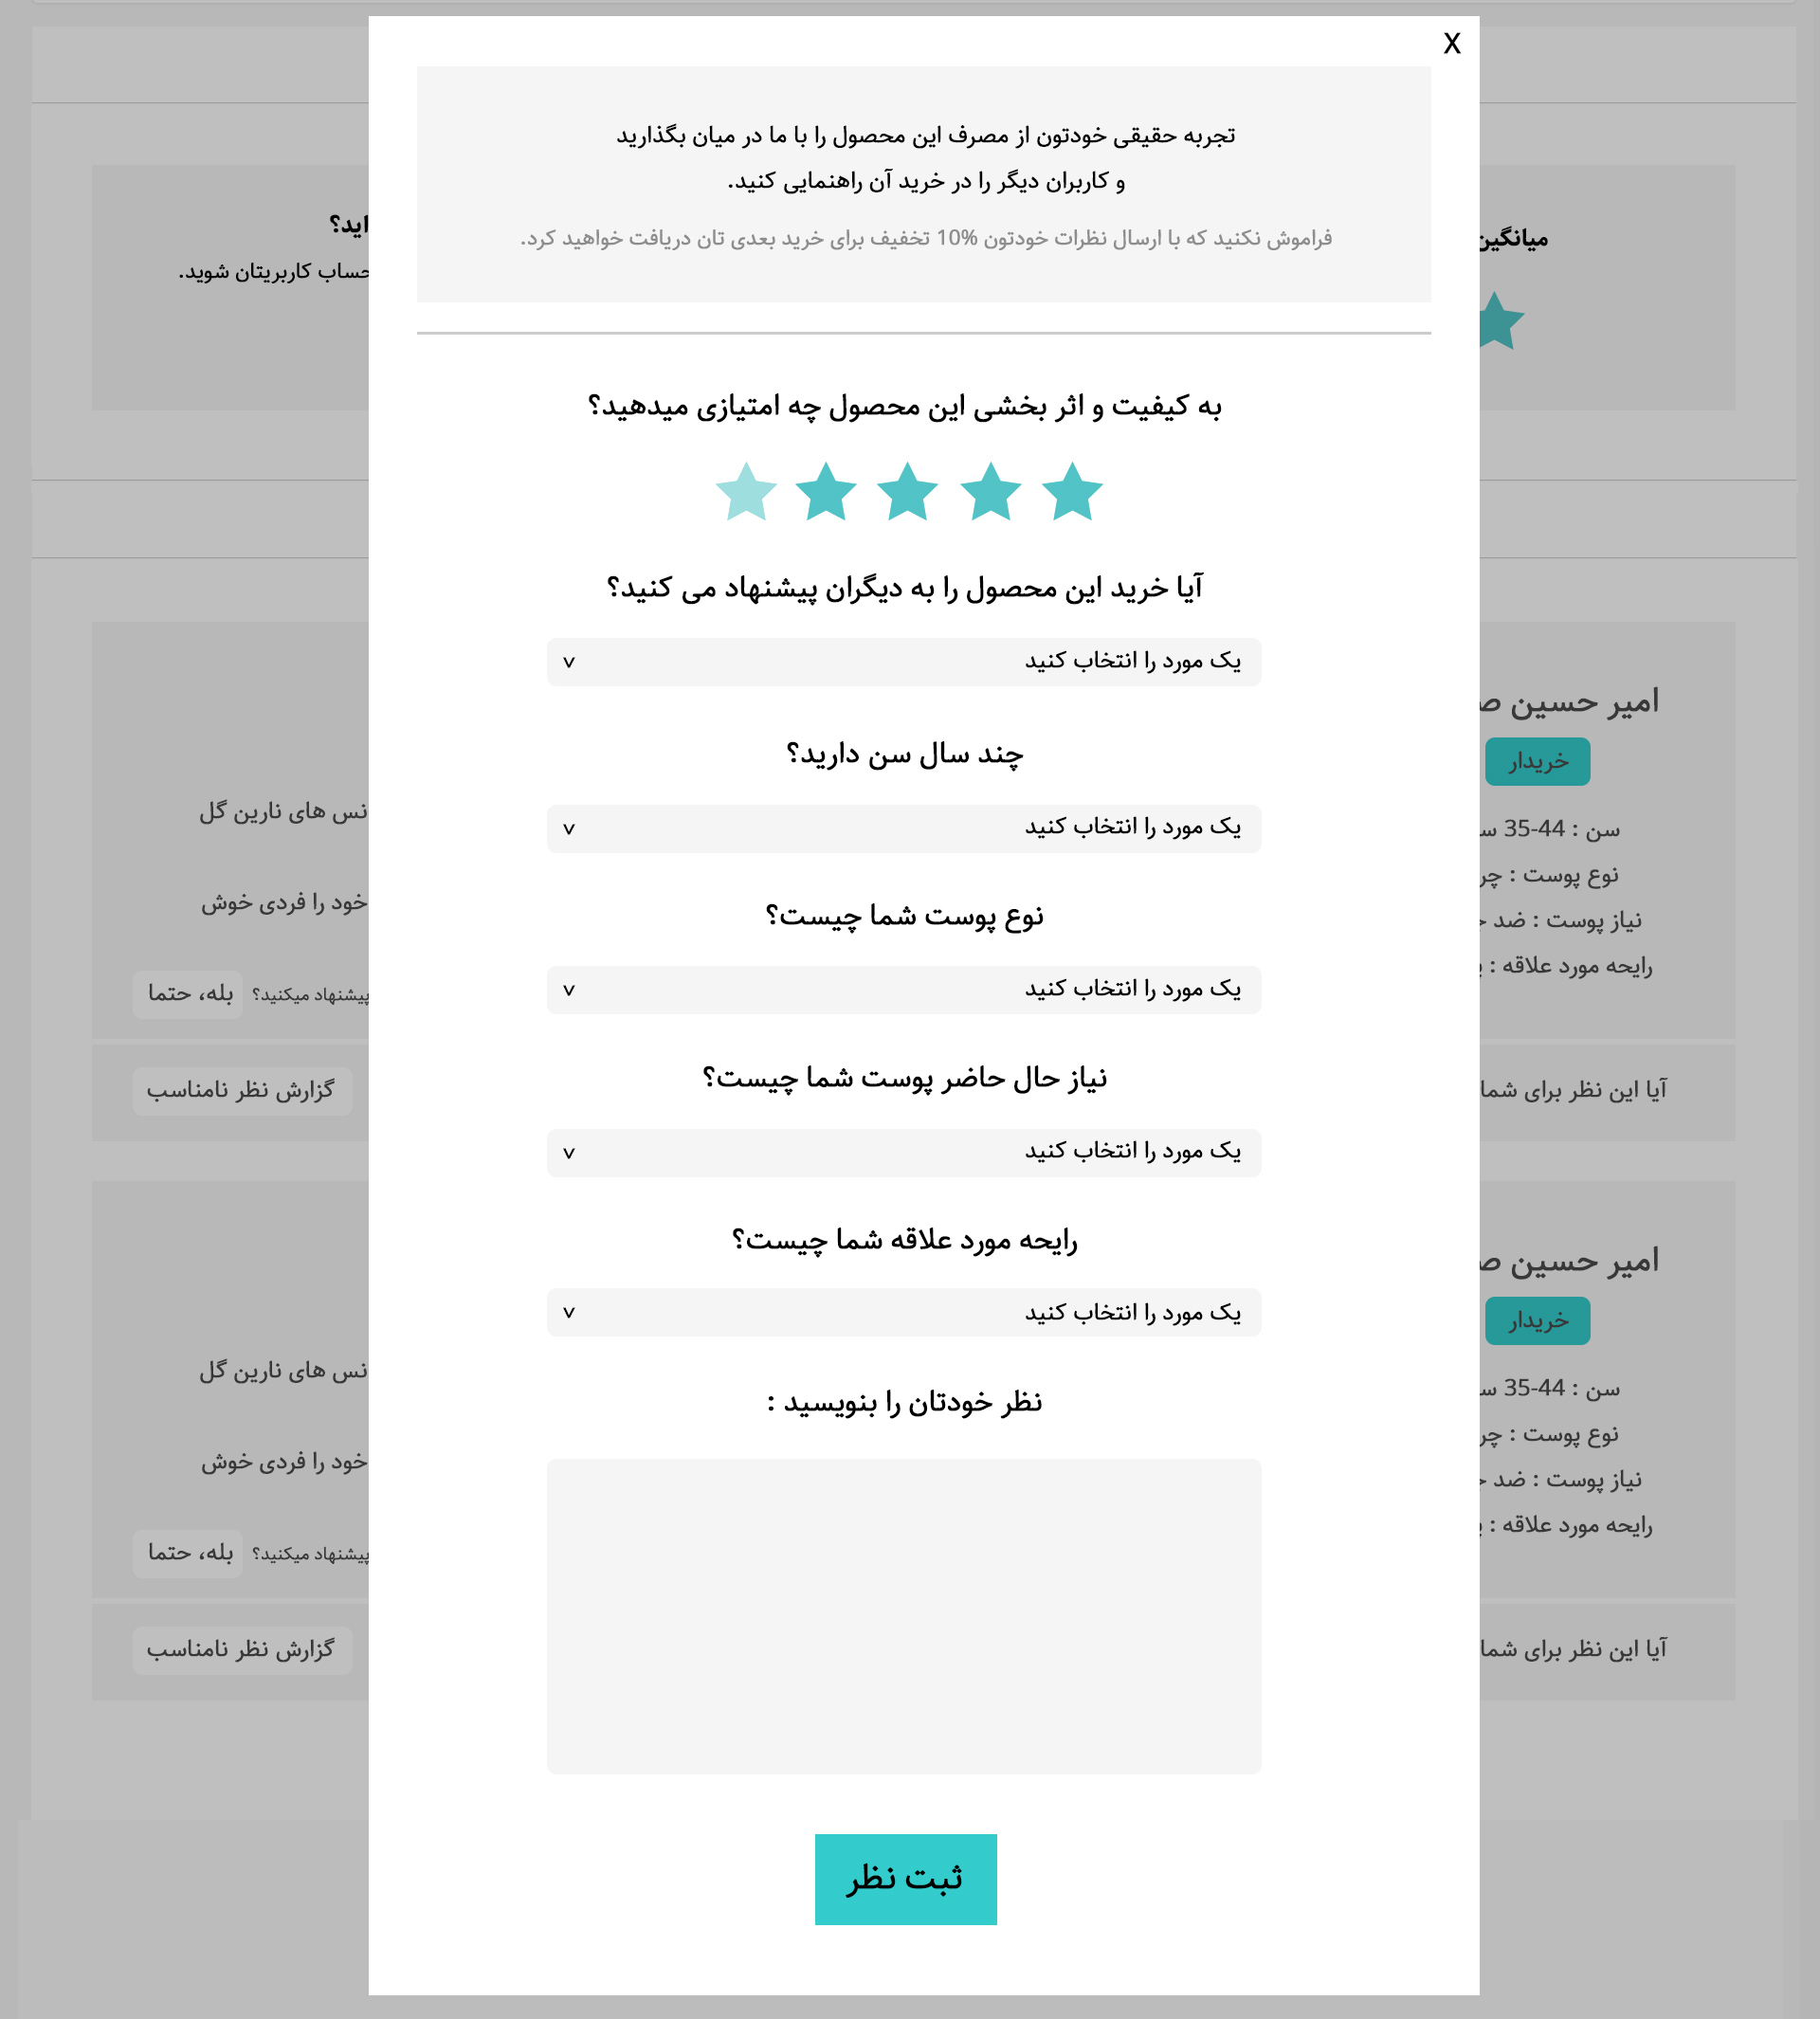 X
تجربه حقیقی خودتون از مصرف این محصول را با ما در میان بگذارید
و کاربران دیگر را در خرید آن راهنمایی کنید.
فراموش نکنید که با ارسال نظرات خودتون 10% تخفیف برای خرید بعدی تان دریافت خواهید کرد.
به کیفیت و اثر بخشی این محصول چه امتیازی میدهید؟
آیا خرید این محصول را به دیگران پیشنهاد می کنید؟
یک مورد را انتخاب کنید
چند سال سن دارید؟
یک مورد را انتخاب کنید
نوع پوست شما چیست؟
یک مورد را انتخاب کنید
نیاز حال حاضر پوست شما چیست؟
یک مورد را انتخاب کنید
رایحه مورد علاقه شما چیست؟
یک مورد را انتخاب کنید
نظر خودتان را بنویسید :
ثبت نظر
میانگین
امیر حسین
خریدار
سن : 44-35
نوع پوست :
نیاز پوست : ضد
رایحه مورد علاقه :
آیا این نظر برای شما
امیر حسین
خریدار
سن : 44-35
نوع پوست :
نیاز پوست : ضد
رایحه مورد علاقه :
آیا این نظر برای شما
حساب کاربریتان شوید.
های نارین گل
خود را فردی خوش
پیشنهاد میکنید؟ بله، حتما
گزارش نظر نامناسب
های نارین گل
خود را فردی خوش
پیشنهاد میکنید؟ بله، حتما
گزارش نظر نامناسب